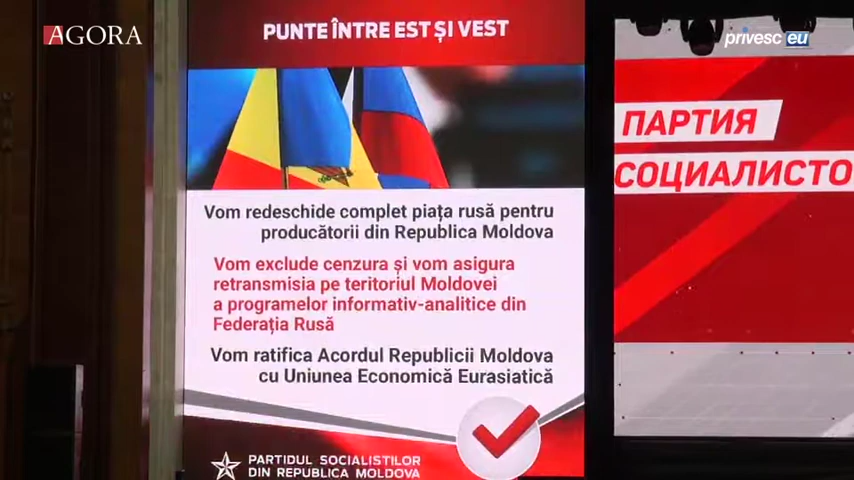 AGORA
privesc eu
PUNTE ÎNTRE EST ȘI VEST
Vom redeschide complet piața rusă pentru
producătorii din Republica Moldova
Vom exclude cenzura și vom asigura
retransmisia pe teritoriul Moldovei
a programelor informativ-analitice din
Federația Rusă
Vom ratifica Acordul Republicii Moldova
cu Uniunea Economică Eurasiatică
PARTIDUL SOCIALIȘTILOR
DIN REPUBLICA MOLDOVA
ПАРТИЯ
СОЦИАЛИСТО